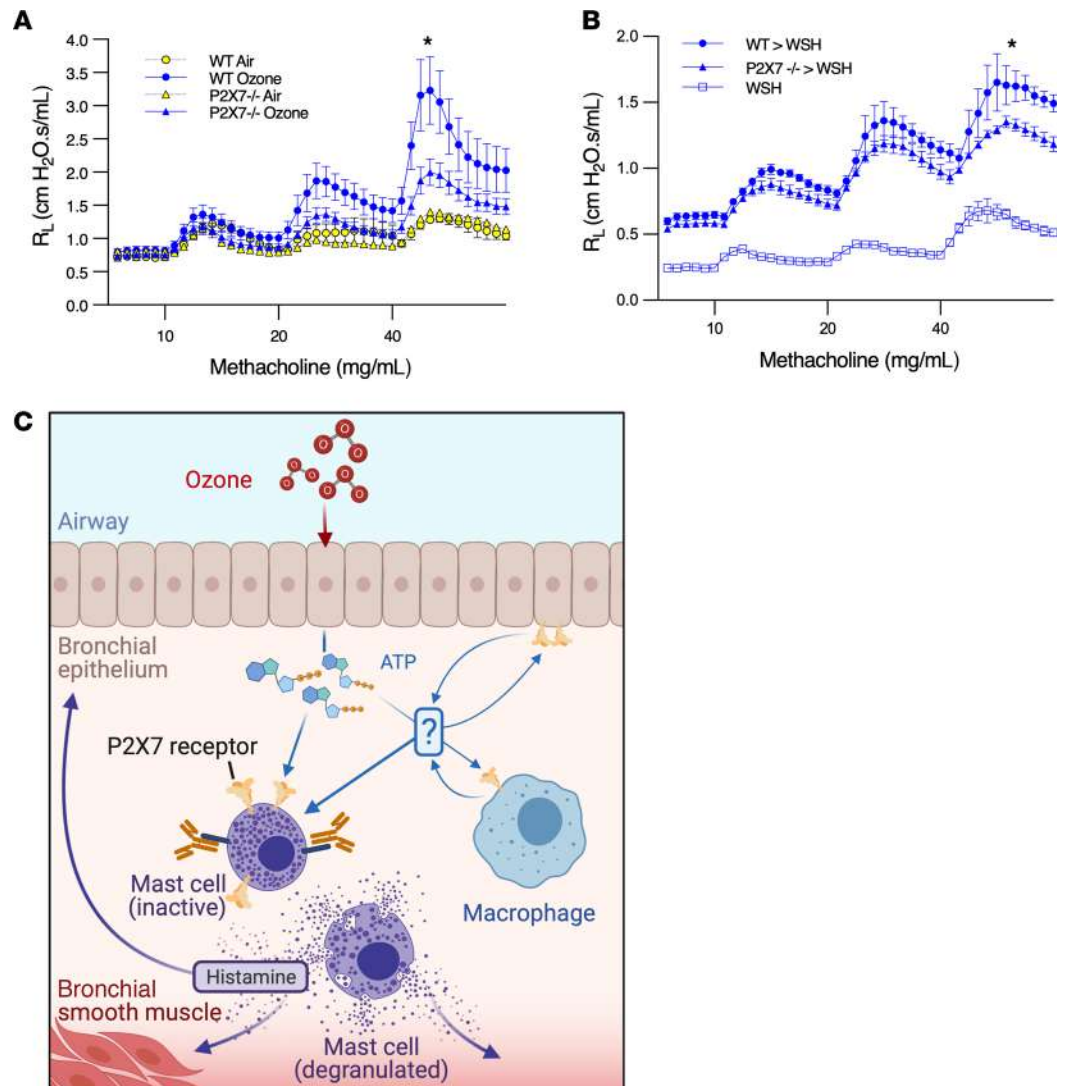 A
4.0
3.5
3.0
2.5
2.0
1.5
1.0
0.5
0.0
R_L (cm H₂O.s/mL)
WT Air
WT Ozone
P2X7-/- Air
P2X7-/- Ozone
*
10
20
40
Methacholine (mg/mL)
B
2.0
1.5
1.0
0.5
0.0
R_L (cm H₂O.s/mL)
WT > WSH
P2X7 -/- > WSH
WSH
*
10
20
40
Methacholine (mg/mL)
C
O
O
O
O
O
O
O
O
O
Ozone
Airway
Bronchial
epithelium
ATP
?
P2X7 receptor
Mast cell
(inactive)
Macrophage
Histamine
Bronchial
smooth muscle
Mast cell
(degranulated)